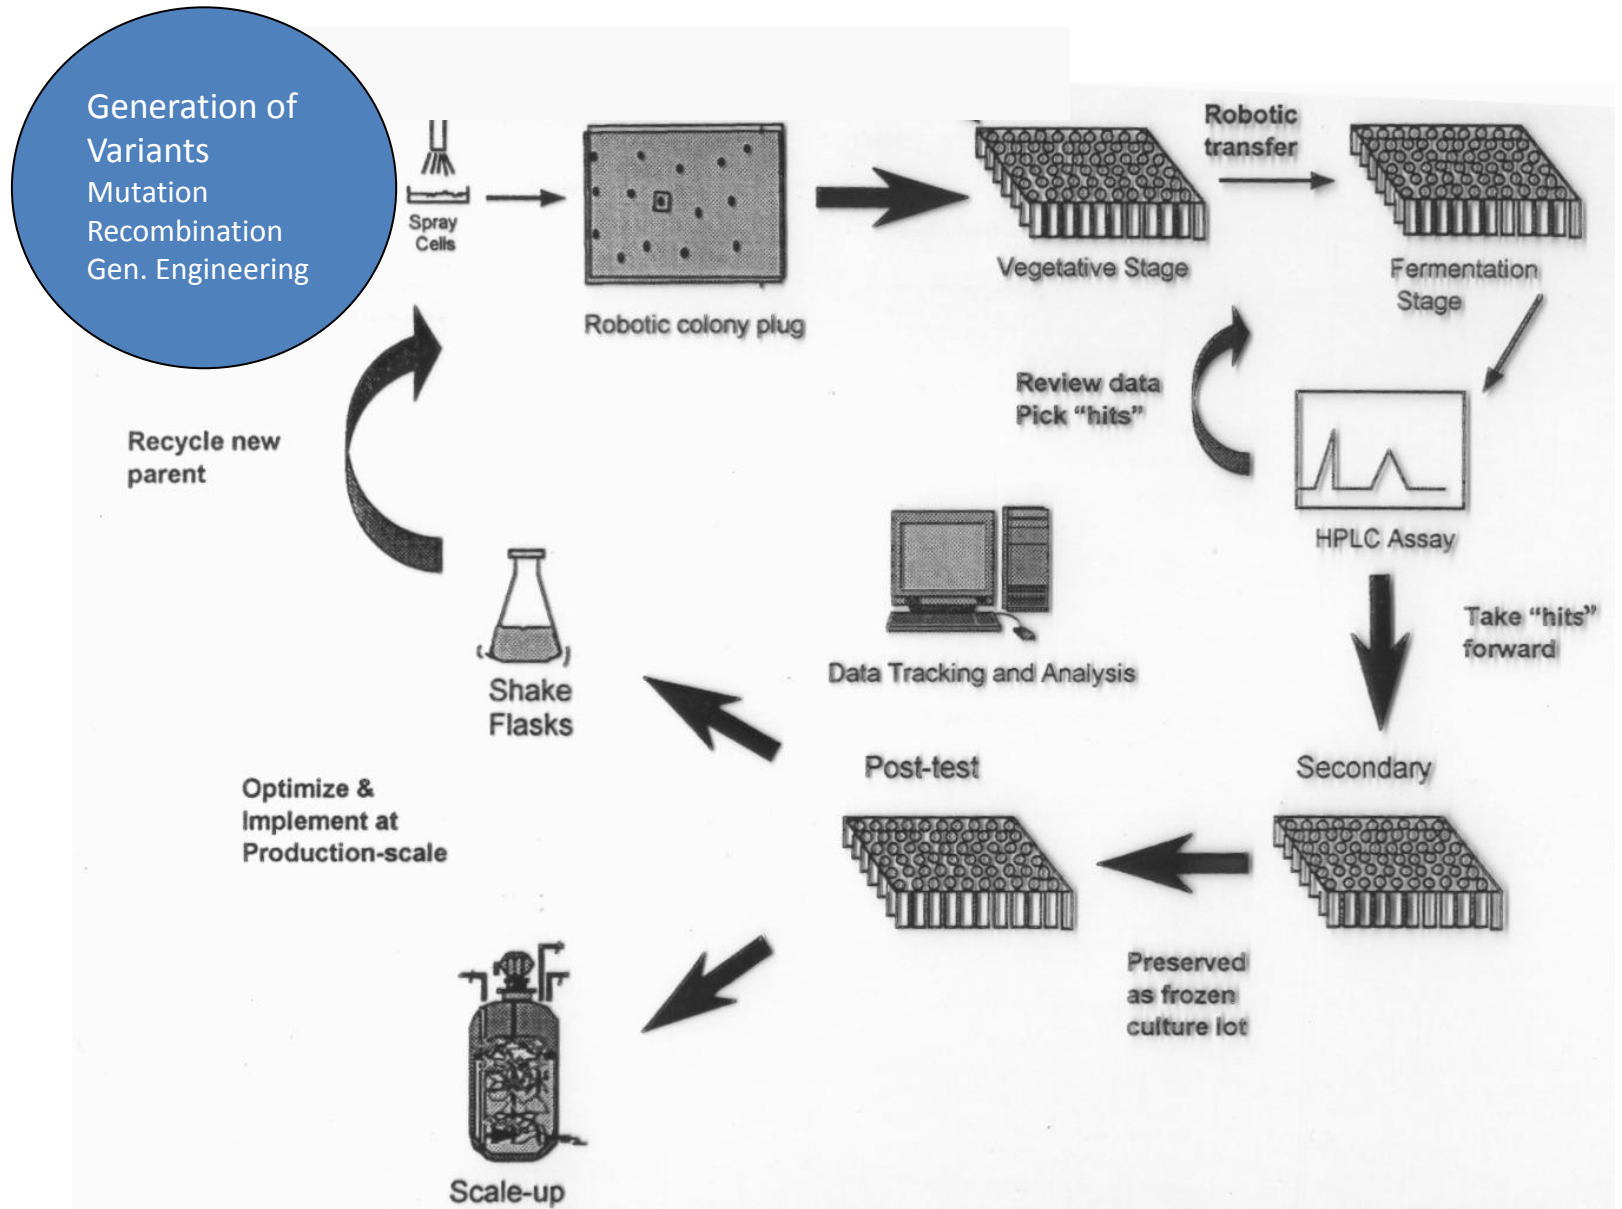 Generation of
Variants
Mutation
Recombination
Gen. Engineering
Spray
Cells
Robotic colony plug
Vegetative Stage
Robotic
transfer
Fermentation
Stage
Review data
Pick “hits”
HPLC Assay
Recycle new
parent
Take “hits”
forward
Data Tracking and Analysis
Shake
Flasks
Post-test
Secondary
Optimize &
Implement at
Production-scale
Preserved
as frozen
culture lot
Scale-up